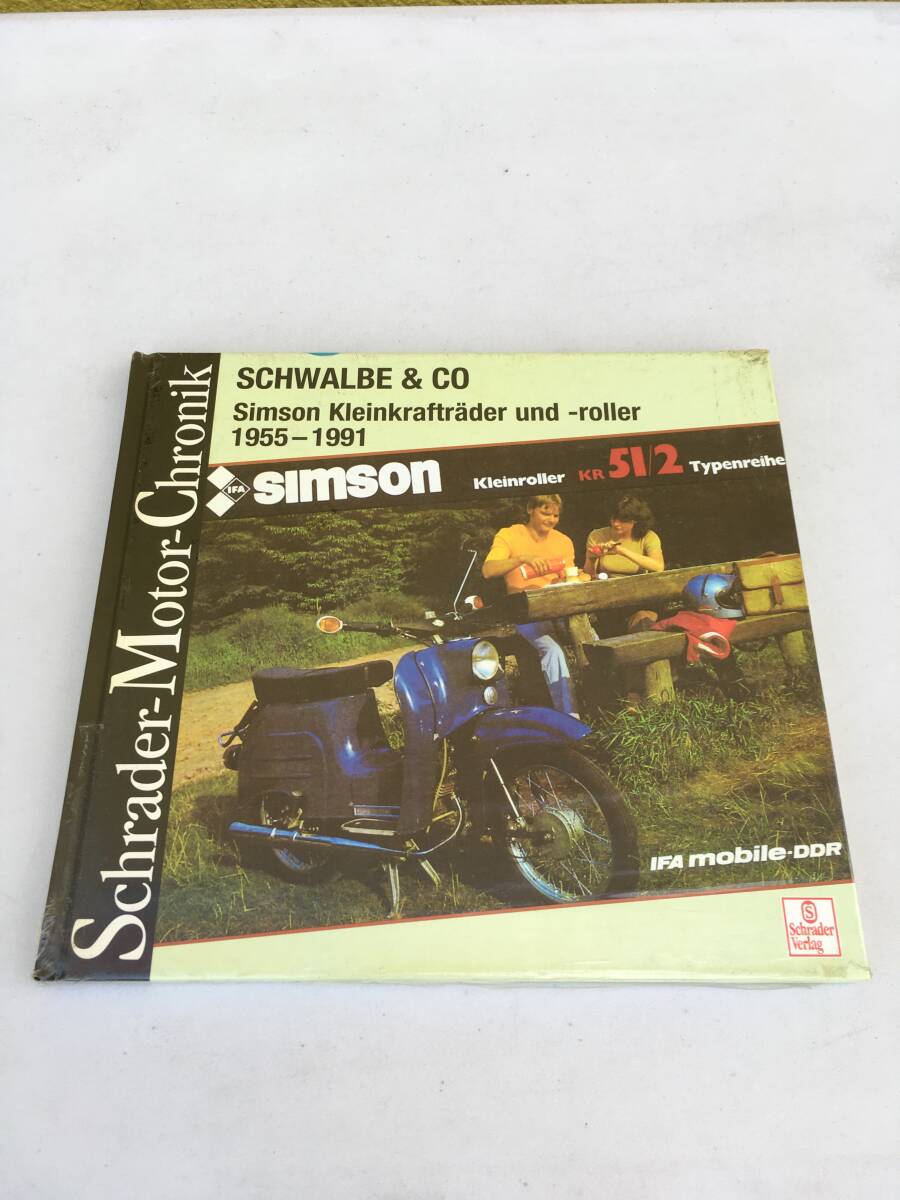 Schrader-Motor-Chronik
SCHWALBE & CO
Simson Kleinkrafträder und -roller
1955–1991
IFA simson Kleinroller KR 51/2 Typenreihe
IFA mobile-DDR
S
Schrader
Verlag